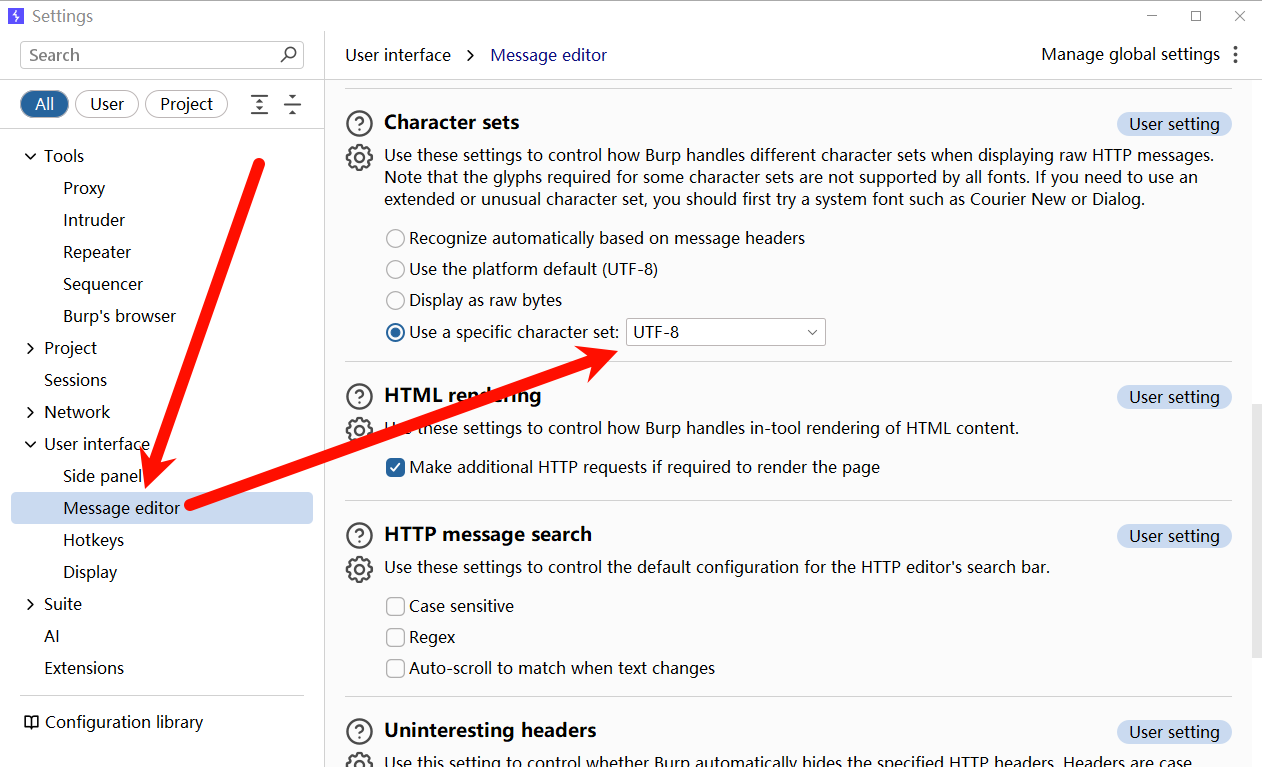 Settings
Search
All User Project
Tools
Proxy
Intruder
Repeater
Sequencer
Burp's browser
Project
Sessions
Network
User interface
Side panel
Message editor
Hotkeys
Display
Suite
AI
Extensions
Configuration library
User interface > Message editor
Manage global settings
Character sets
User setting
Use these settings to control how Burp handles different character sets when displaying raw HTTP messages.
Note that the glyphs required for some character sets are not supported by all fonts. If you need to use an
extended or unusual character set, you should first try a system font such as Courier New or Dialog.
Recognize automatically based on message headers
Use the platform default (UTF-8)
Display as raw bytes
Use a specific character set: UTF-8
HTML rendering
User setting
Use these settings to control how Burp handles in-tool rendering of HTML content.
Make additional HTTP requests if required to render the page
HTTP message search
User setting
Use these settings to control the default configuration for the HTTP editor's search bar.
Case sensitive
Regex
Auto-scroll to match when text changes
Uninteresting headers
User setting
Use this setting to control whether Burp automatically hides the specified HTTP headers. Headers are case